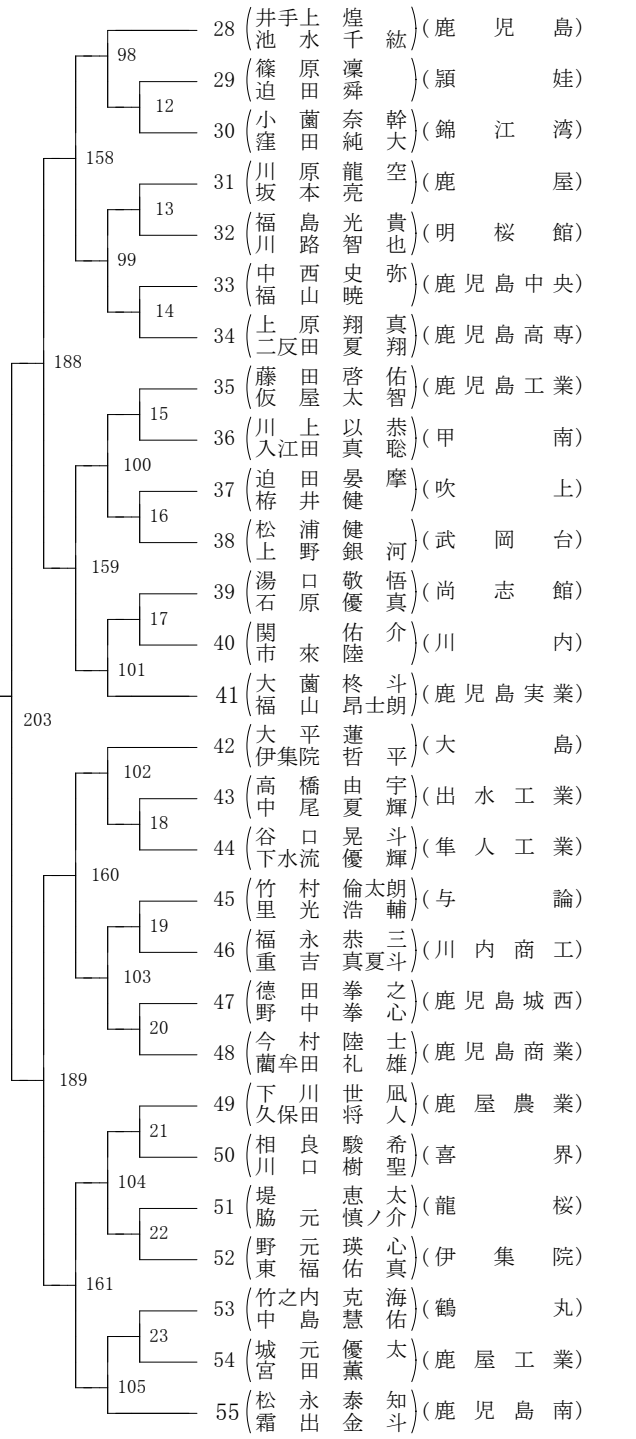 28 (井手上 煌 池水千紘) (鹿児島)
98
29 (篠原凜 迫田舜) (頴娃)
12
30 (小薗奈幹 窪田純大) (錦江湾)
158
31 (川原龍空 坂本亮) (鹿屋)
13
32 (福島光貴 川路智也) (明桜館)
99
33 (中西史弥 福山暁) (鹿児島中央)
14
34 (上原翔真 二反田夏翔) (鹿児島高専)
188
35 (藤田啓佑 仮屋太智) (鹿児島工業)
15
36 (川上以恭 入江田真聡) (甲南)
100
37 (迫田晏摩 栫井健) (吹上)
16
38 (松浦健 上野銀河) (武岡台)
159
39 (湯口敬悟 石原優真) (尚志館)
17
40 (関佑介 市來陸) (川内)
101
41 (大薗柊斗 福山昂士朗) (鹿児島実業)
203
42 (大平蓮 伊集院哲平) (大島)
102
43 (高橋由宇 中尾夏輝) (出水工業)
18
44 (谷口晃斗 下水流優輝) (隼人工業)
160
45 (竹村倫太朗 里光浩輔) (与論)
19
46 (福永恭三 重吉真夏斗) (川内商工)
103
47 (德田拳之 野中拳心) (鹿児島城西)
20
48 (今村陸士 藺牟田礼雄) (鹿児島商業)
189
49 (下川世凪 久保田将人) (鹿屋農業)
21
50 (相良駿希 川口樹聖) (喜界)
104
51 (堤恵太 脇元慎ノ介) (龍桜)
22
52 (野元瑛心 東福佑真) (伊集院)
161
53 (竹之内克海 中島慧佑) (鶴丸)
23
54 (城元優太 宮田薫) (鹿屋工業)
105
55 (松永泰知 霜出金斗) (鹿児島南)